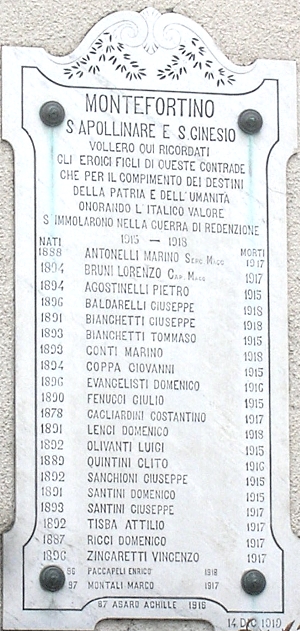 MONTEFORTINO
S. APOLLINARE E S. GINESIO
VOLLERO QUI RICORDATI
GLI EROICI FIGLI DI QUESTE CONTRADE
CHE PER IL COMPIMENTO DEI DESTINI
DELLA PATRIA E DELL'UMANITÀ
ONORANDO L'ITALICO VALORE
S'IMMOLARONO NELLA GUERRA DI REDENZIONE
1915 — 1918
NATI MORTI
1888 ANTONELLI MARINO SERG. MAGG. 1917
1894 BRUNI LORENZO CAP. MAGG. 1917
1894 AGOSTINELLI PIETRO 1915
1896 BALDARELLI GIUSEPPE 1918
1891 BIANCHETTI GIUSEPPE 1918
1893 BIANCHETTI TOMMASO 1915
1893 CONTI MARINO 1918
1894 COPPA GIOVANNI 1915
1896 EVANGELISTI DOMENICO 1916
1890 FENUCCI GIULIO 1915
1878 GAGLIARDINI COSTANTINO 1917
1891 LENCI DOMENICO 1918
1892 OLIVANTI LUIGI 1915
1889 QUINTINI CLITO 1916
1892 SANCHIONI GIUSEPPE 1915
1891 SANTINI DOMENICO 1915
1893 SANTINI GIUSEPPE 1917
1892 TISBA ATTILIO 1917
1887 RICCI DOMENICO 1917
1896 ZINGARETTI VINCENZO 1917
96 PACCAPELI ENRICO 1918
97 MONTALI MARCO 1917
97 ASARO ACHILLE 1916
14 DIC 1919